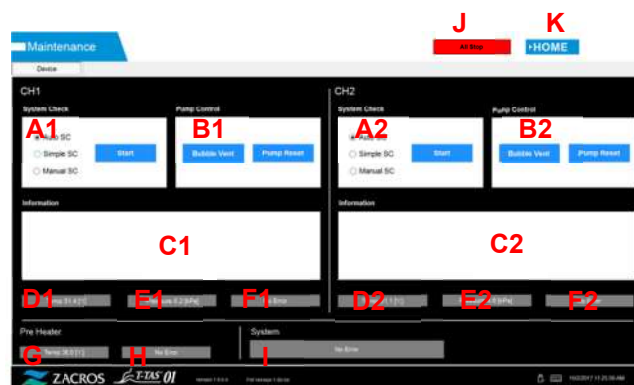 J K
Maintenance
All Stop
HOME
Device
CH1
CH2
System Check
Pump Control
System Check
Pump Control
A1
B1
A2
B2
Auto SC
Simple SC
Start
Bubble Vent
Pump Reset
Simple SC
Start
Bubble Vent
Pump Reset
Manual SC
Manual SC
Information
Information
C1
C2
D1
E1
F1
D2
E2
F2
Pre Heater
System
G
H
No Error
I
No Error
ZACROS T-TAS 01